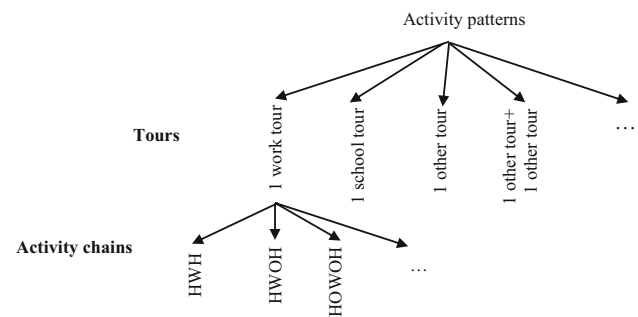 Activity patterns
Tours
1 work tour
1 school tour
1 other tour
1 other tour+
1 other tour
...
Activity chains
HWH
HWOH
HOWOH
...